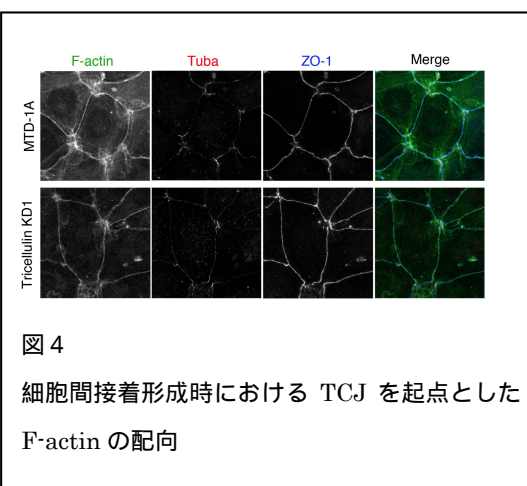 F-actin Tuba ZO-1 Merge
MTD-1A
Tricellulin KD1
図4
細胞間接着形成時における TCJ を起点とした
F-actin の配向